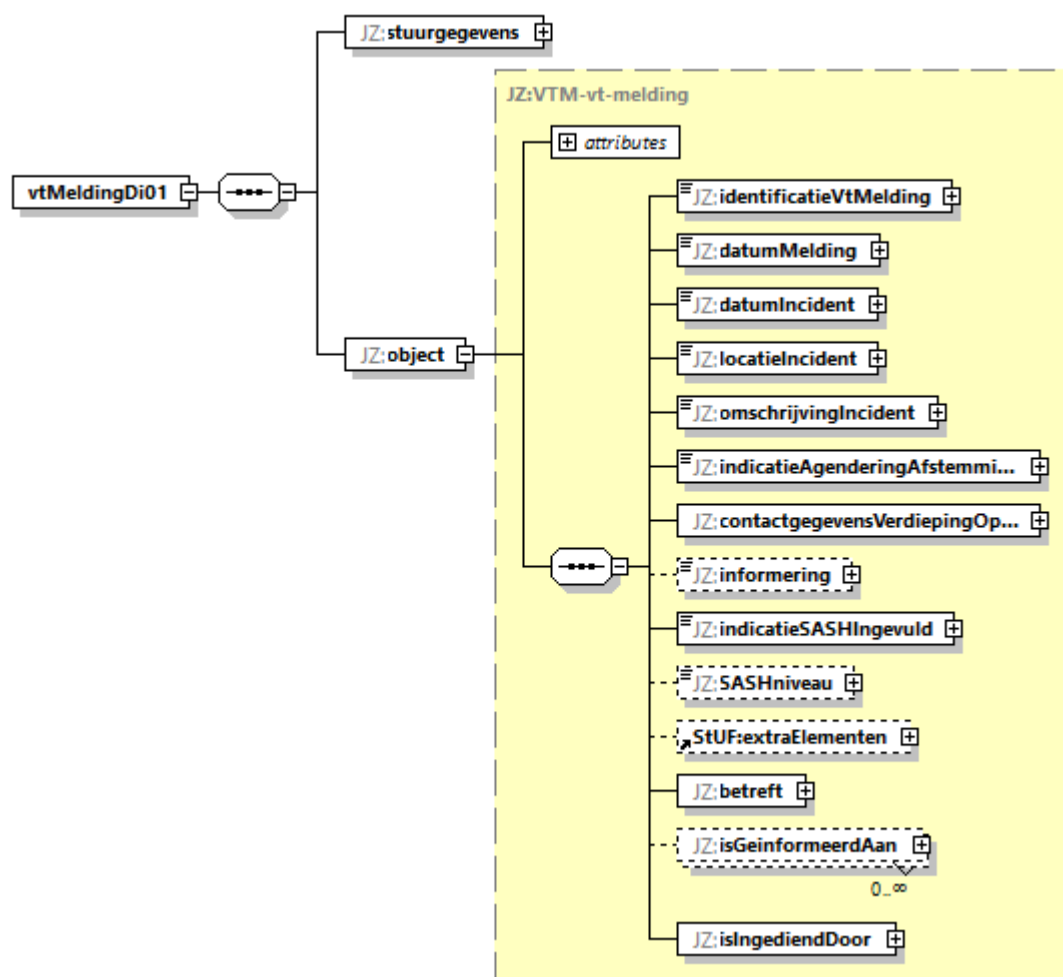 JZ:stuurgegevens
JZ:VTM-vt-melding
attributes
vtMeldingDi01
JZ:identificatieVtMelding
JZ:datumMelding
JZ:datumIncident
JZ:object
JZ:locatieIncident
JZ:omschrijvingIncident
JZ:indicatieAgenderingAfstemmi...
JZ:contactgegevensVerdiepingOp...
JZ:informering
JZ:indicatieSASHIngevuld
JZ:SASHniveau
StUF:extraElementen
JZ:betreft
JZ:isGeinformeerdAan
0..∞
JZ:isIngediendDoor